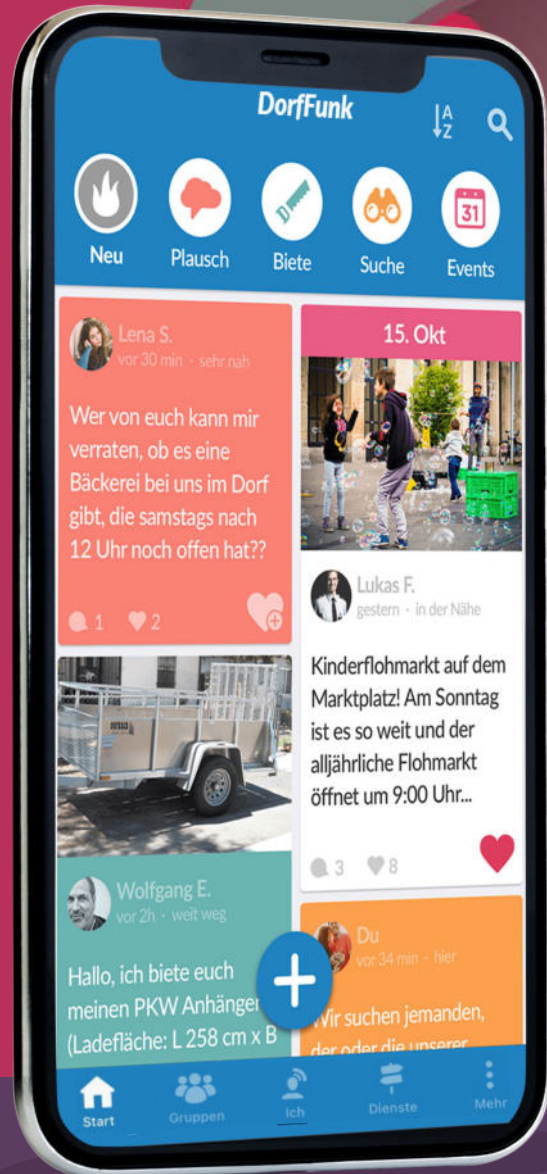 DorfFunk
A
Z
31
Neu
Plausch
Biete
Suche
Events
Lena S.
vor 30 min · sehr nah
Wer von euch kann mir
verraten, ob es eine
Bäckerei bei uns im Dorf
gibt, die samstags nach
12 Uhr noch offen hat??
1
2
Wolfgang E.
vor 2h · weit weg
Hallo, ich biete euch
meinen PKW Anhänger
(Ladefläche: L 258 cm x B
15. Okt
Lukas F.
gestern · in der Nähe
Kinderflohmarkt auf dem
Marktplatz! Am Sonntag
ist es so weit und der
alljährliche Flohmarkt
öffnet um 9:00 Uhr...
3
8
Du
vor 34 min · hier
Wir suchen jemanden,
der oder die unserer
Start
Gruppen
Ich
Dienste
Mehr